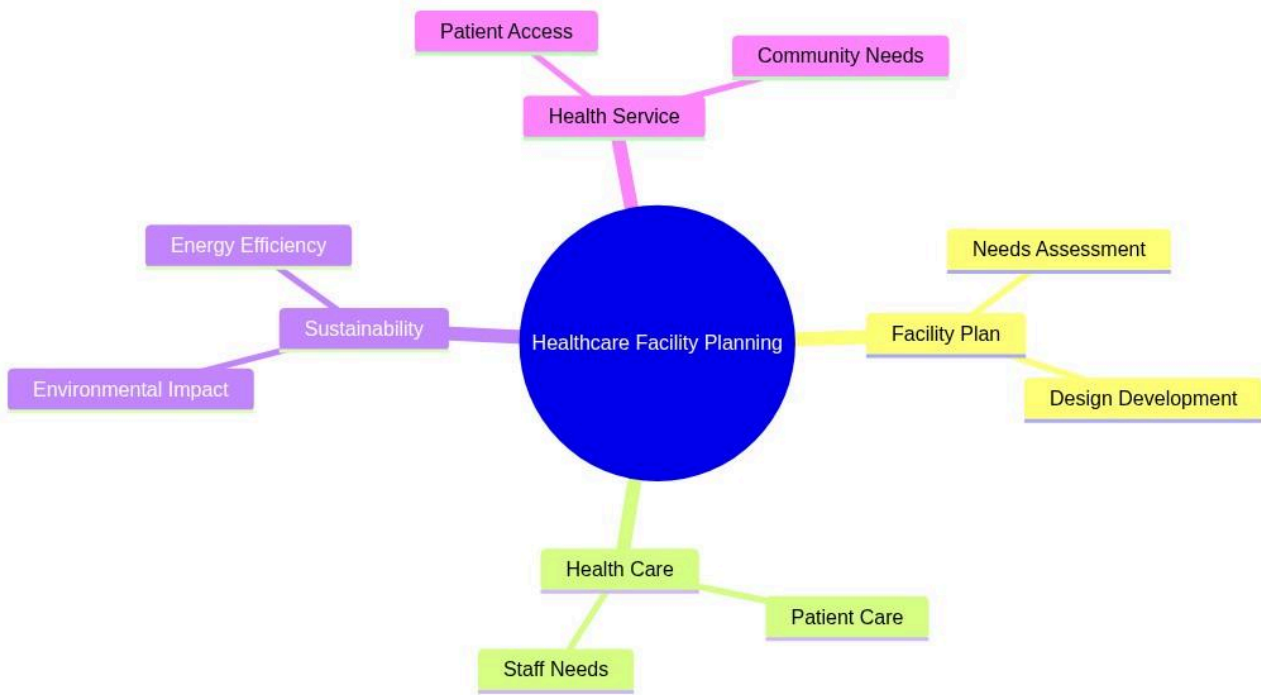 Patient Access
Community Needs
Health Service
Energy Efficiency
Needs Assessment
Sustainability
Healthcare Facility Planning
Facility Plan
Environmental Impact
Design Development
Health Care
Patient Care
Staff Needs